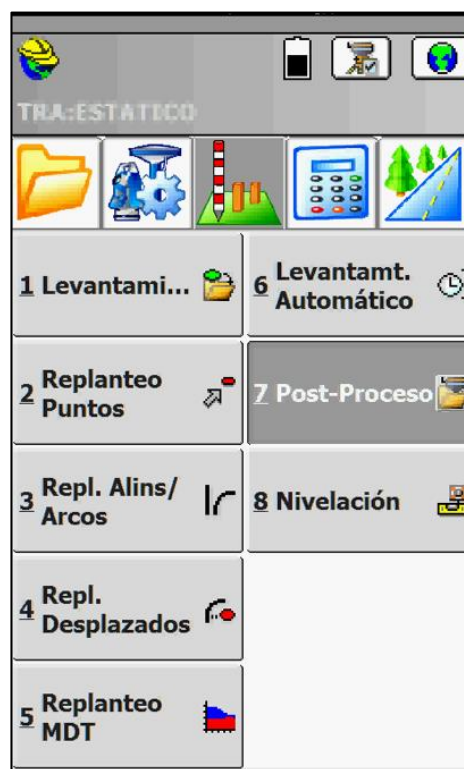 TRA:ESTATICO
1 Levantami...
6 Levantamt.
Automático
2 Replanteo
Puntos
7 Post-Proceso
3 Repl. Alins/
Arcos
8 Nivelación
4 Repl.
Desplazados
5 Replanteo
MDT